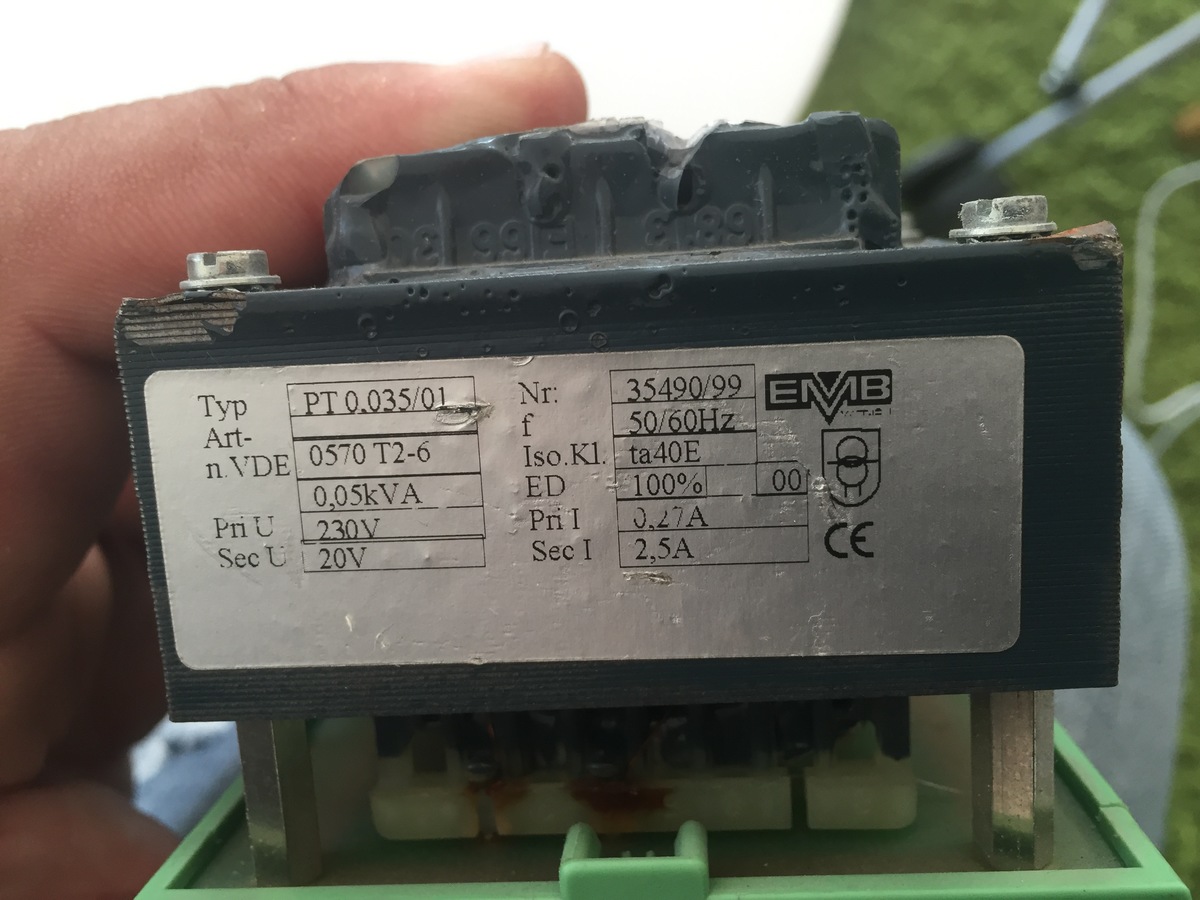 Typ PT 0,035/01 Nr: 35490/99 EMB
Art- f 50/60Hz
n.VDE 0570 T2-6 Iso.Kl. ta40E
0,05kVA ED 100% 00
Pri U 230V Pri I 0,27A CE
Sec U 20V Sec I 2,5A